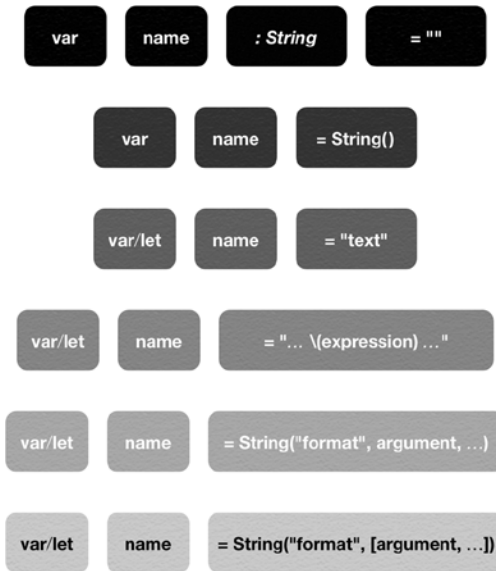 var name : String = ""
var name = String()
var/let name = "text"
var/let name = "... \(expression) ..."
var/let name = String("format", argument, ...)
var/let name = String("format", [argument, ...])